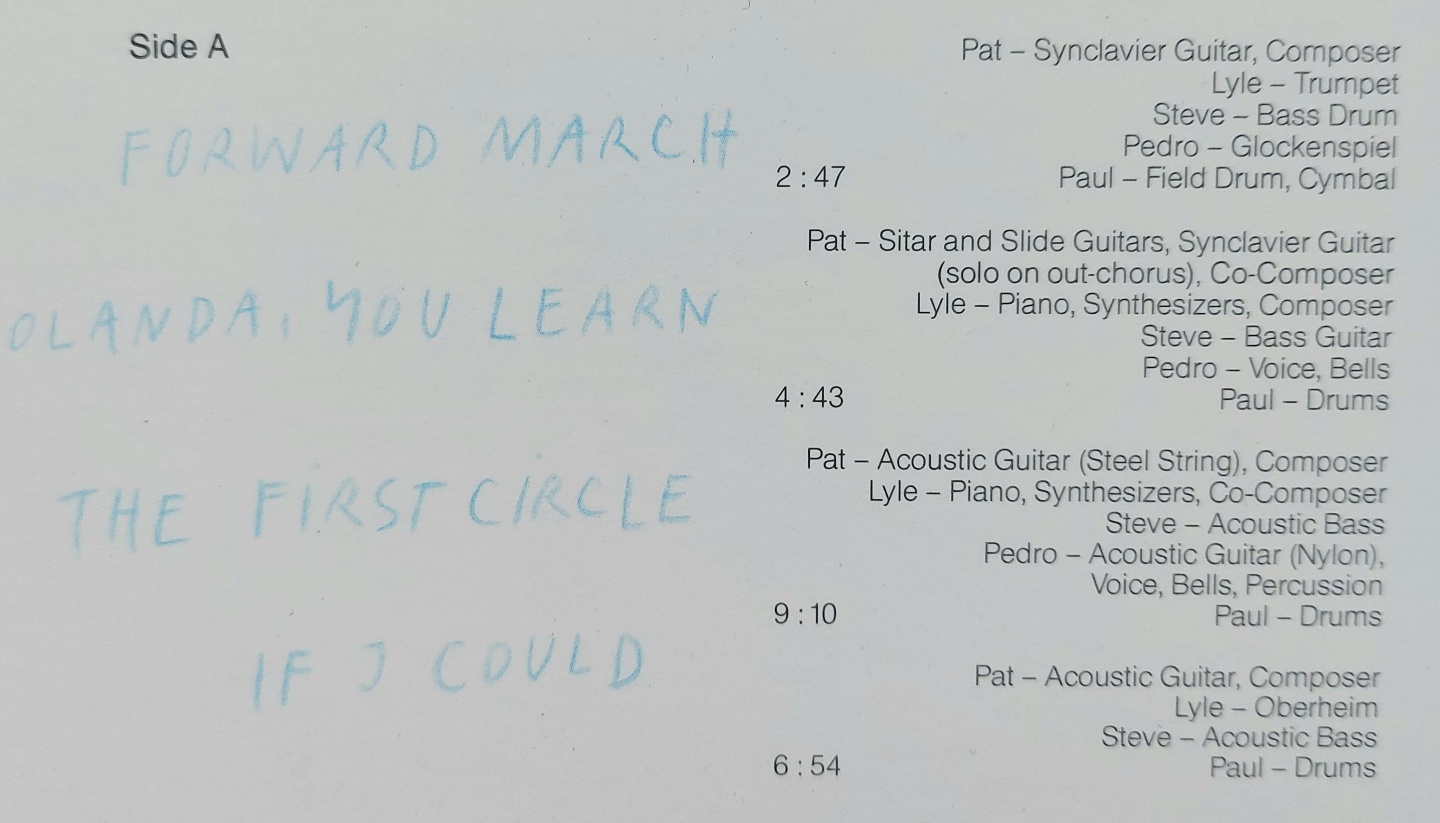 Side A
FORWARD MARCH
2:47
Pat – Synclavier Guitar, Composer
Lyle – Trumpet
Steve – Bass Drum
Pedro – Glockenspiel
Paul – Field Drum, Cymbal
OLANDA, YOU LEARN
4:43
Pat – Sitar and Slide Guitars, Synclavier Guitar
(solo on out-chorus), Co-Composer
Lyle – Piano, Synthesizers, Composer
Steve – Bass Guitar
Pedro – Voice, Bells
Paul – Drums
THE FIRST CIRCLE
9:10
Pat – Acoustic Guitar (Steel String), Composer
Lyle – Piano, Synthesizers, Co-Composer
Steve – Acoustic Bass
Pedro – Acoustic Guitar (Nylon),
Voice, Bells, Percussion
Paul – Drums
IF I COULD
6:54
Pat – Acoustic Guitar, Composer
Lyle – Oberheim
Steve – Acoustic Bass
Paul – Drums